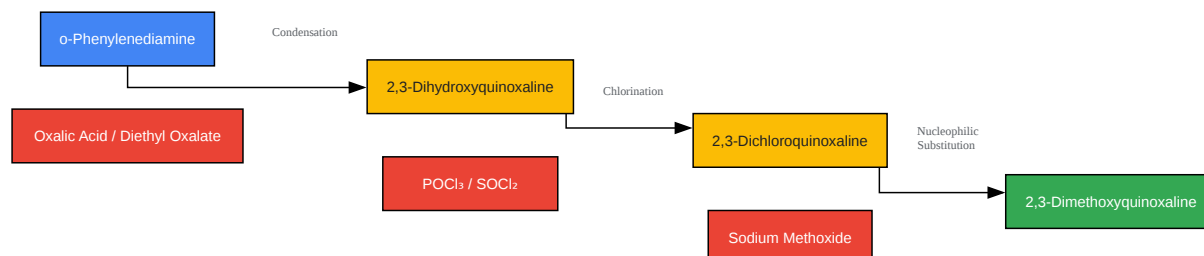 o-Phenylenediamine
Condensation
2,3-Dihydroxyquinoxaline
Oxalic Acid / Diethyl Oxalate
Chlorination
2,3-Dichloroquinoxaline
POCl₃ / SOCl₂
Nucleophilic
Substitution
2,3-Dimethoxyquinoxaline
Sodium Methoxide